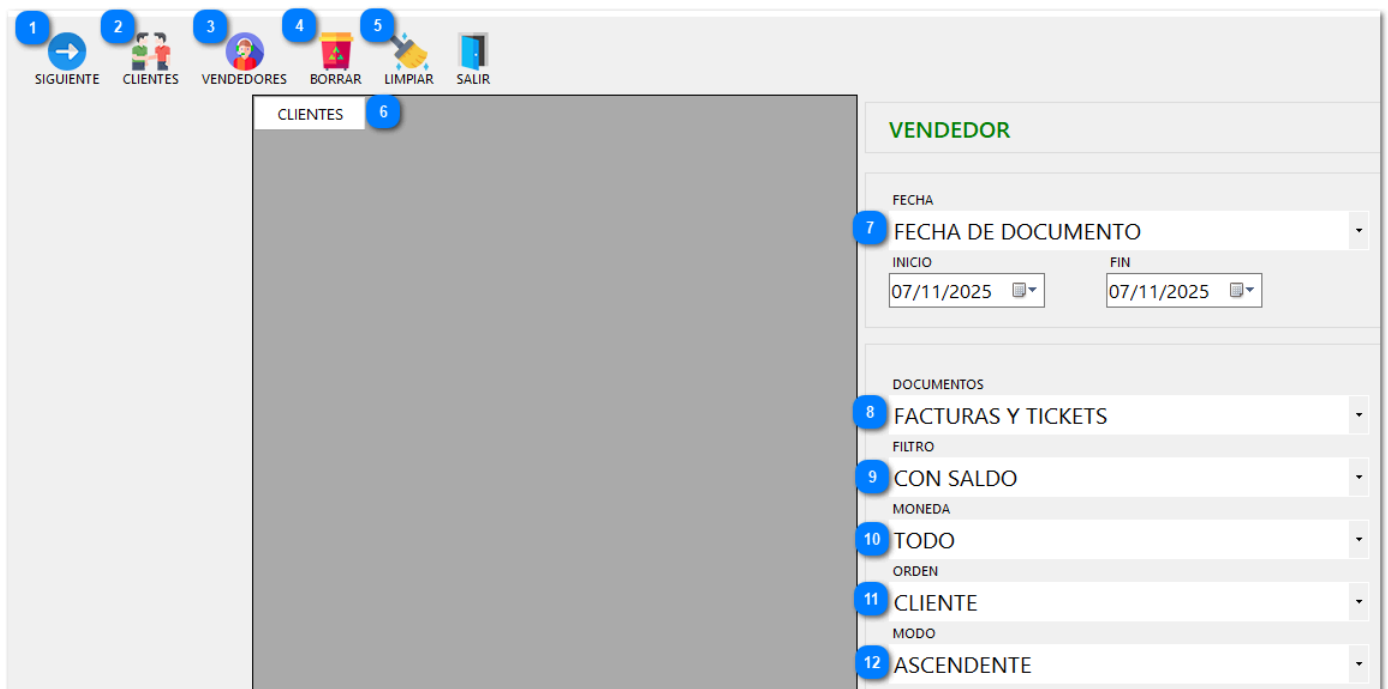 1 2 3 4 5
SIGUIENTE CLIENTES VENDEDORES BORRAR LIMPIAR SALIR
CLIENTES 6
VENDEDOR
FECHA
7 FECHA DE DOCUMENTO
INICIO FIN
07/11/2025 07/11/2025
DOCUMENTOS
8 FACTURAS Y TICKETS
FILTRO
9 CON SALDO
MONEDA
10 TODO
ORDEN
11 CLIENTE
MODO
12 ASCENDENTE